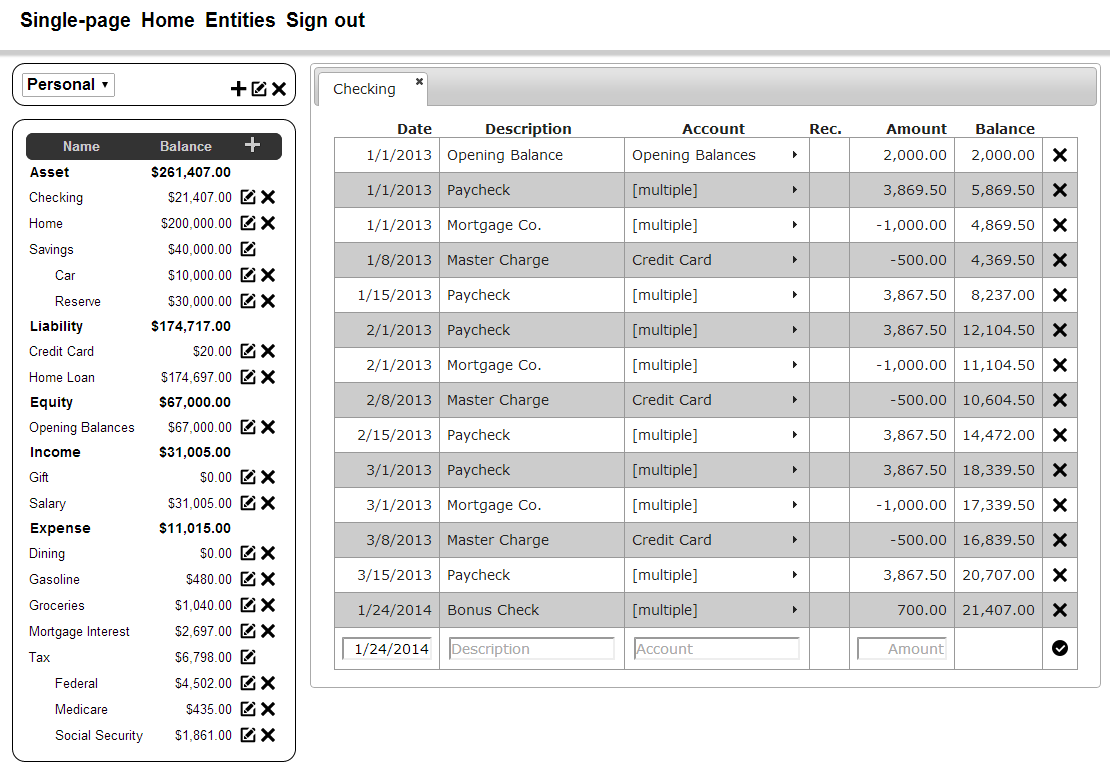 Single-page Home Entities Sign out
Personal
Name Balance
Asset $261,407.00
Checking $21,407.00
Home $200,000.00
Savings $40,000.00
Car $10,000.00
Reserve $30,000.00
Liability $174,717.00
Credit Card $20.00
Home Loan $174,697.00
Equity $67,000.00
Opening Balances $67,000.00
Income $31,005.00
Gift $0.00
Salary $31,005.00
Expense $11,015.00
Dining $0.00
Gasoline $480.00
Groceries $1,040.00
Mortgage Interest $2,697.00
Tax $6,798.00
Federal $4,502.00
Medicare $435.00
Social Security $1,861.00
Checking
Date Description Account Rec. Amount Balance
1/1/2013 Opening Balance Opening Balances 2,000.00 2,000.00
1/1/2013 Paycheck [multiple] 3,869.50 5,869.50
1/1/2013 Mortgage Co. [multiple] -1,000.00 4,869.50
1/8/2013 Master Charge Credit Card -500.00 4,369.50
1/15/2013 Paycheck [multiple] 3,867.50 8,237.00
2/1/2013 Paycheck [multiple] 3,867.50 12,104.50
2/1/2013 Mortgage Co. [multiple] -1,000.00 11,104.50
2/8/2013 Master Charge Credit Card -500.00 10,604.50
2/15/2013 Paycheck [multiple] 3,867.50 14,472.00
3/1/2013 Paycheck [multiple] 3,867.50 18,339.50
3/1/2013 Mortgage Co. [multiple] -1,000.00 17,339.50
3/8/2013 Master Charge Credit Card -500.00 16,839.50
3/15/2013 Paycheck [multiple] 3,867.50 20,707.00
1/24/2014 Bonus Check [multiple] 700.00 21,407.00
1/24/2014 Description Account Amount